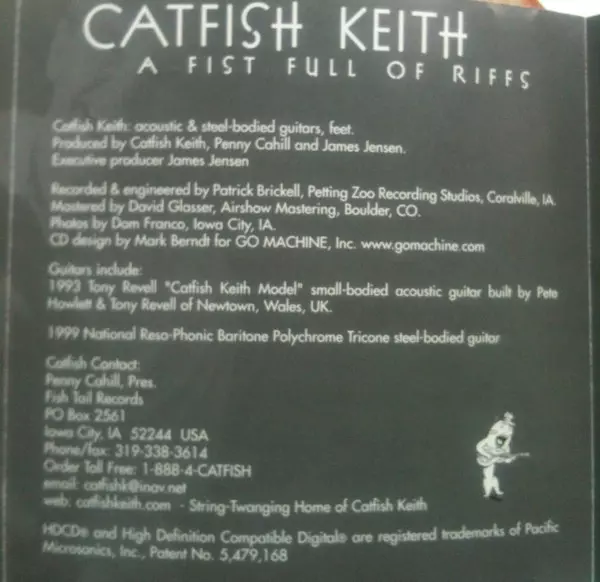 CATFISH KEITH
A FIST FULL OF RIFFS
Catfish Keith: acoustic & steel-bodied guitars, feet.
Produced by Catfish Keith, Penny Cahill and James Jensen.
Executive producer James Jensen
Recorded & engineered by Patrick Brickell, Petting Zoo Recording Studios, Coralville, IA.
Mastered by David Glasser, Airshow Mastering, Boulder, CO.
Photos by Dom Franco, Iowa City, IA.
CD design by Mark Berndt for GO MACHINE, Inc. www.gomachine.com
Guitars include:
1993 Tony Revell "Catfish Keith Model" small-bodied acoustic guitar built by Pete
Howlett & Tony Revell of Newtown, Wales, UK.
1999 National Reso-Phonic Baritone Polychrome Tricone steel-bodied guitar
Catfish Contact:
Penny Cahill, Pres.
Fish Tail Records
PO Box 2561
Iowa City, IA 52244 USA
Phone/fax: 319-338-3614
Order Toll Free: 1-888-4-CATFISH
email: catfishk@inav.net
web: catfishkeith.com - String-Twanging Home of Catfish Keith
HDCD® and High Definition Compatible Digital® are registered trademarks of Pacific
Microsonics, Inc., Patent No. 5,479,168